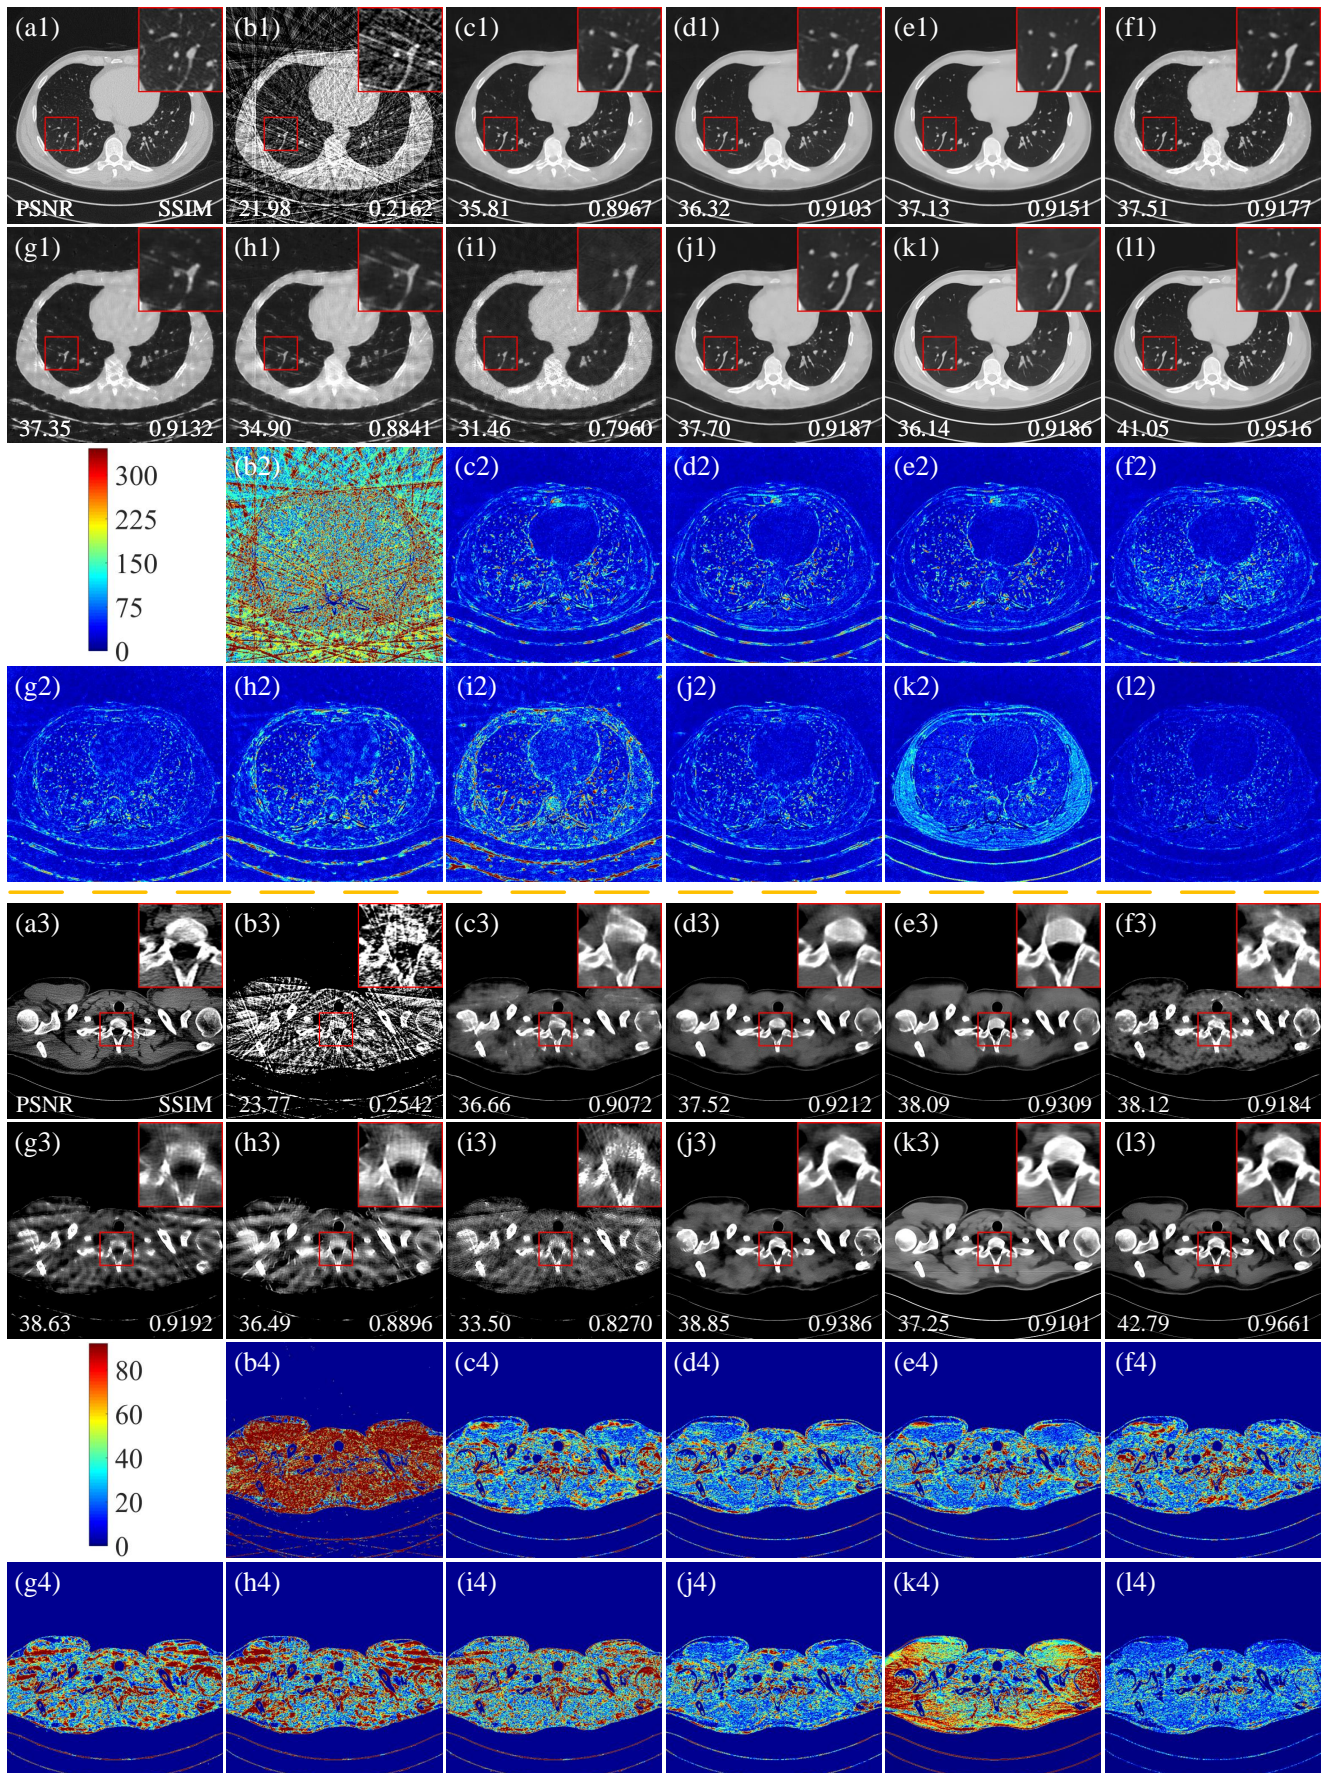 (a1) (b1) (c1) (d1) (e1) (f1)
PSNR SSIM 21.98 0.2162 35.81 0.8967 36.32 0.9103 37.13 0.9151 37.51 0.9177
(g1) (h1) (i1) (j1) (k1) (l1)
37.35 0.9132 34.90 0.8841 31.46 0.7960 37.70 0.9187 36.14 0.9186 41.05 0.9516
(b2) (c2) (d2) (e2) (f2)
300
225
150
75
0
(g2) (h2) (i2) (j2) (k2) (l2)
(a3) (b3) (c3) (d3) (e3) (f3)
PSNR SSIM 23.77 0.2542 36.66 0.9072 37.52 0.9212 38.09 0.9309 38.12 0.9184
(g3) (h3) (i3) (j3) (k3) (l3)
38.63 0.9192 36.49 0.8896 33.50 0.8270 38.85 0.9386 37.25 0.9101 42.79 0.9661
(b4) (c4) (d4) (e4) (f4)
80
60
40
20
0
(g4) (h4) (i4) (j4) (k4) (l4)